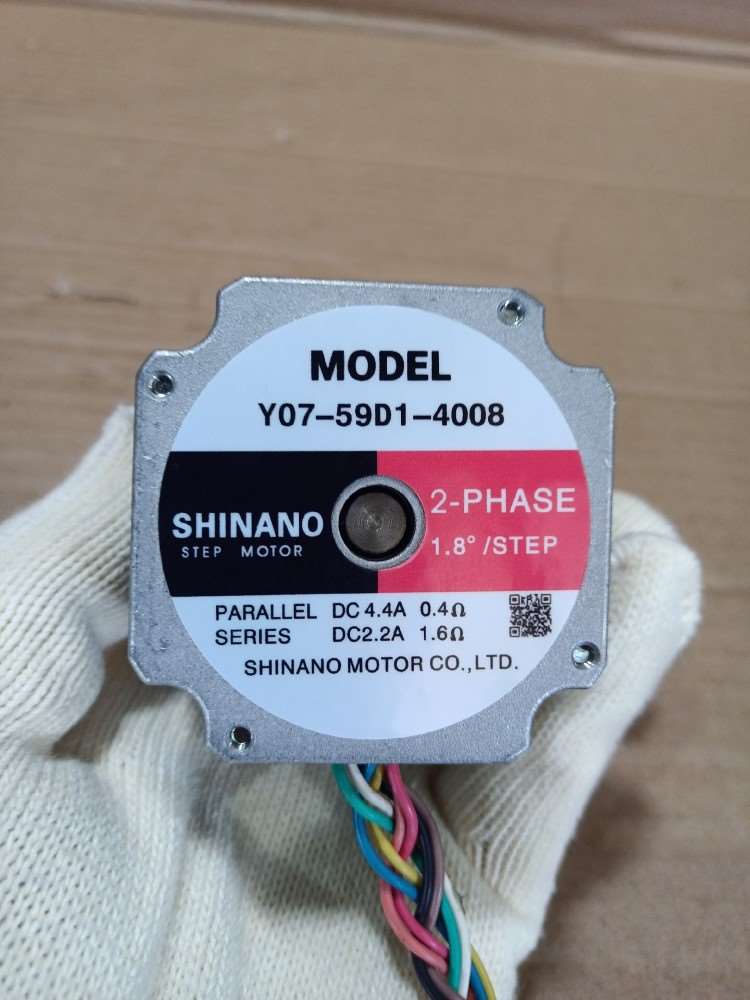 MODEL
Y07-59D1-4008
SHINANO
STEP MOTOR
2-PHASE
1.8°/STEP
PARALLEL DC 4.4A 0.4Ω
SERIES DC2.2A 1.6Ω
SHINANO MOTOR CO.,LTD.